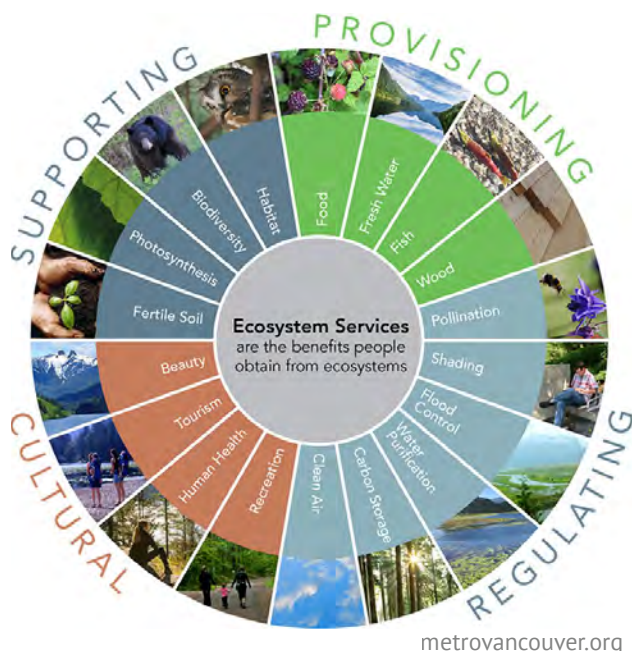 PROVISIONING
SUPPORTING
Habitat
Biodiversity
Photosynthesis
Fertile Soil
Food
Fresh Water
Fish
Wood
Pollination
Shading
Flood
Control
Water
Purification
Carbon Storage
Clean Air
Recreation
Human Health
Tourism
Beauty
Ecosystem Services
are the benefits people
obtain from ecosystems
CULTURAL
REGULATING
metrovancouver.org